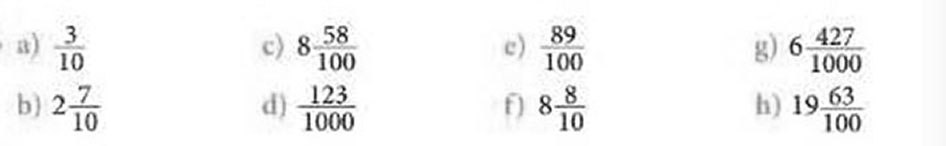 a) 3/10 c) 8 58/100 e) 89/100 g) 6 427/1000
b) 2 7/10 d) 123/1000 f) 8 8/10 h) 19 63/100